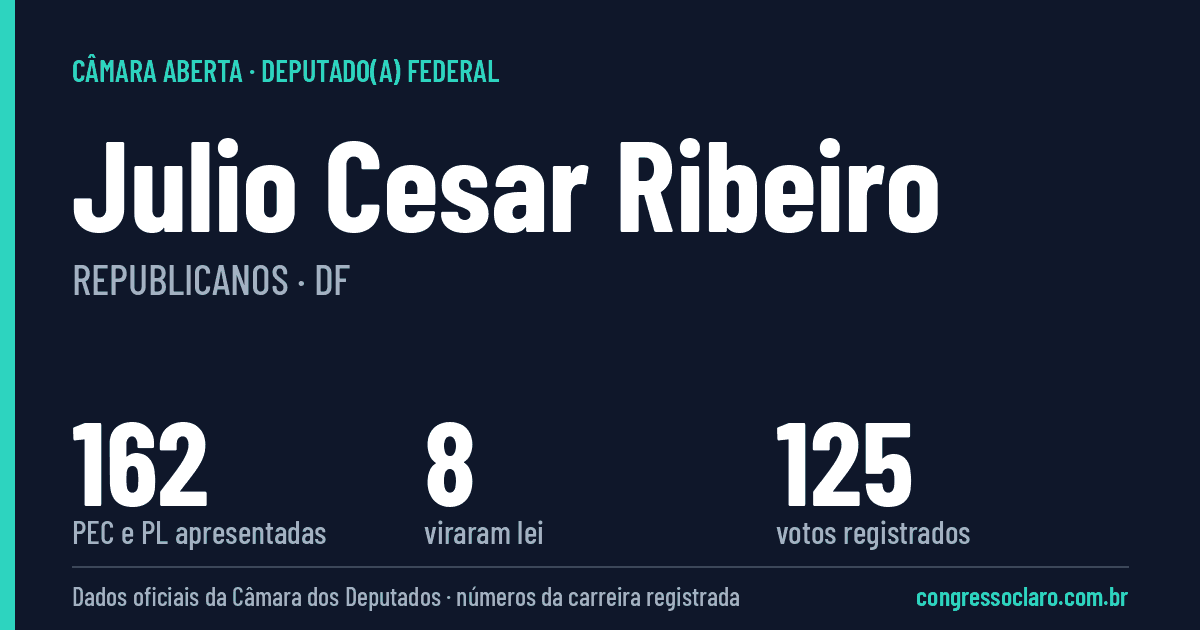 CÂMARA ABERTA · DEPUTADO(A) FEDERAL
Julio Cesar Ribeiro
REPUBLICANOS · DF
162 8 125
PEC e PL apresentadas viraram lei votos registrados
Dados oficiais da Câmara dos Deputados · números da carreira registrada congressoclaro.com.br